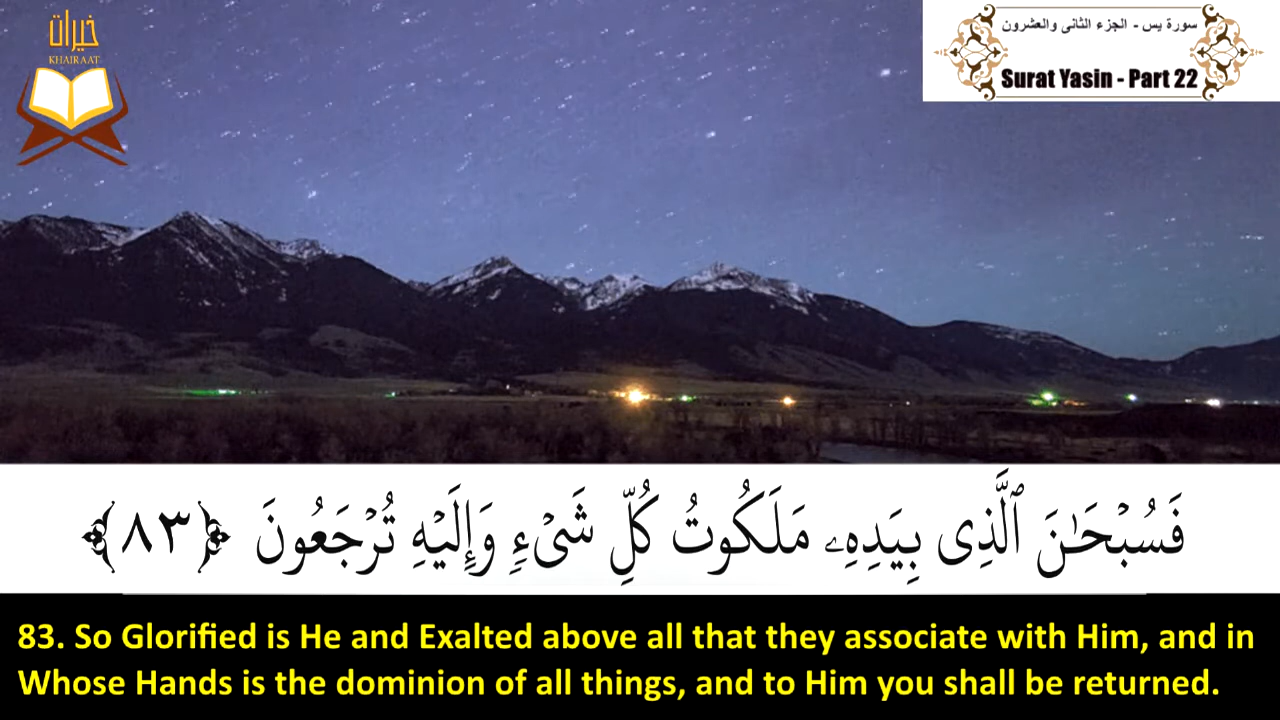 خيرات
KHAIRAAT
سورة يس - الجزء الثانى والعشرون
Surat Yasin - Part 22
فَسُبْحَـٰنَ ٱلَّذِى بِيَدِهِۦ مَلَكُوتُ كُلِّ شَىْءٍ وَإِلَيْهِ تُرْجَعُونَ ﴿٨٣﴾
83. So Glorified is He and Exalted above all that they associate with Him, and in
Whose Hands is the dominion of all things, and to Him you shall be returned.